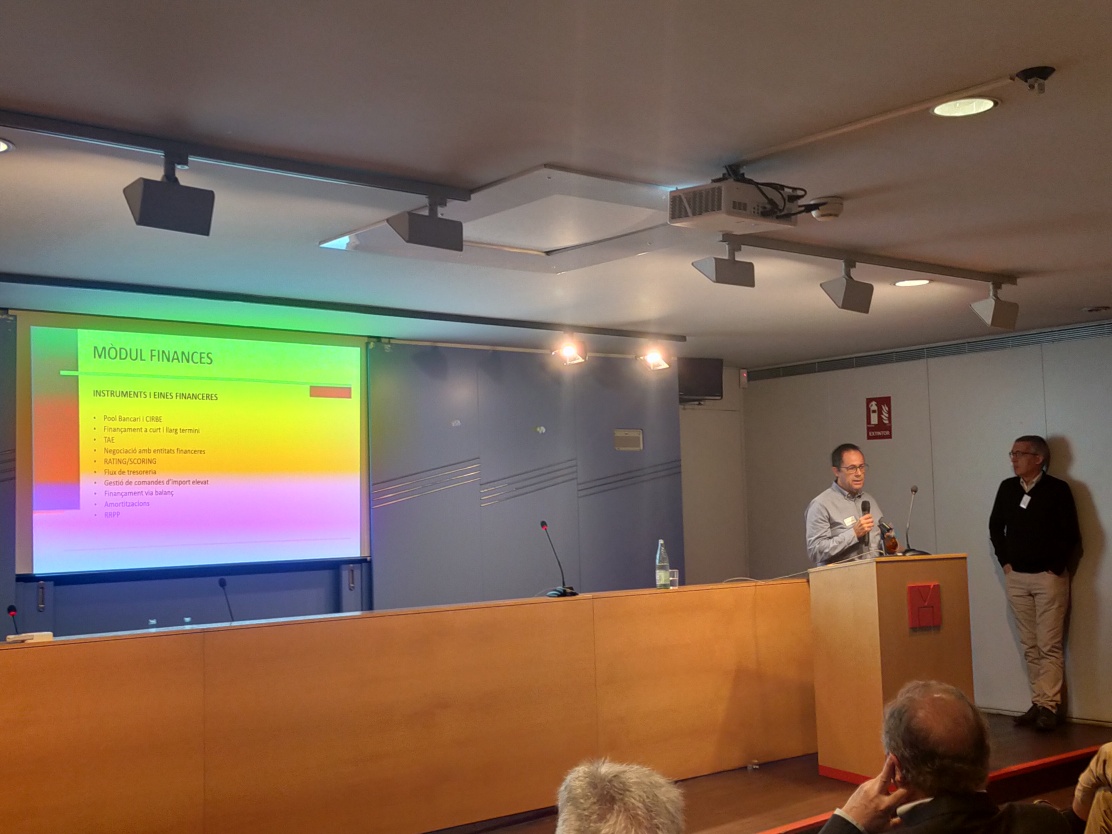 MÒDUL FINANCES
INSTRUMENTS I EINES FINANCERES
• Pool Bancari i CIRBE
• Finançament a curt i llarg termini
• TAE
• Negociació amb entitats financeres
• RATING/SCORING
• Flux de tresoreria
• Gestió de comandes d'import elevat
• Finançament via balanç
• Amortitzacions
• RRPP
EXTINTOR